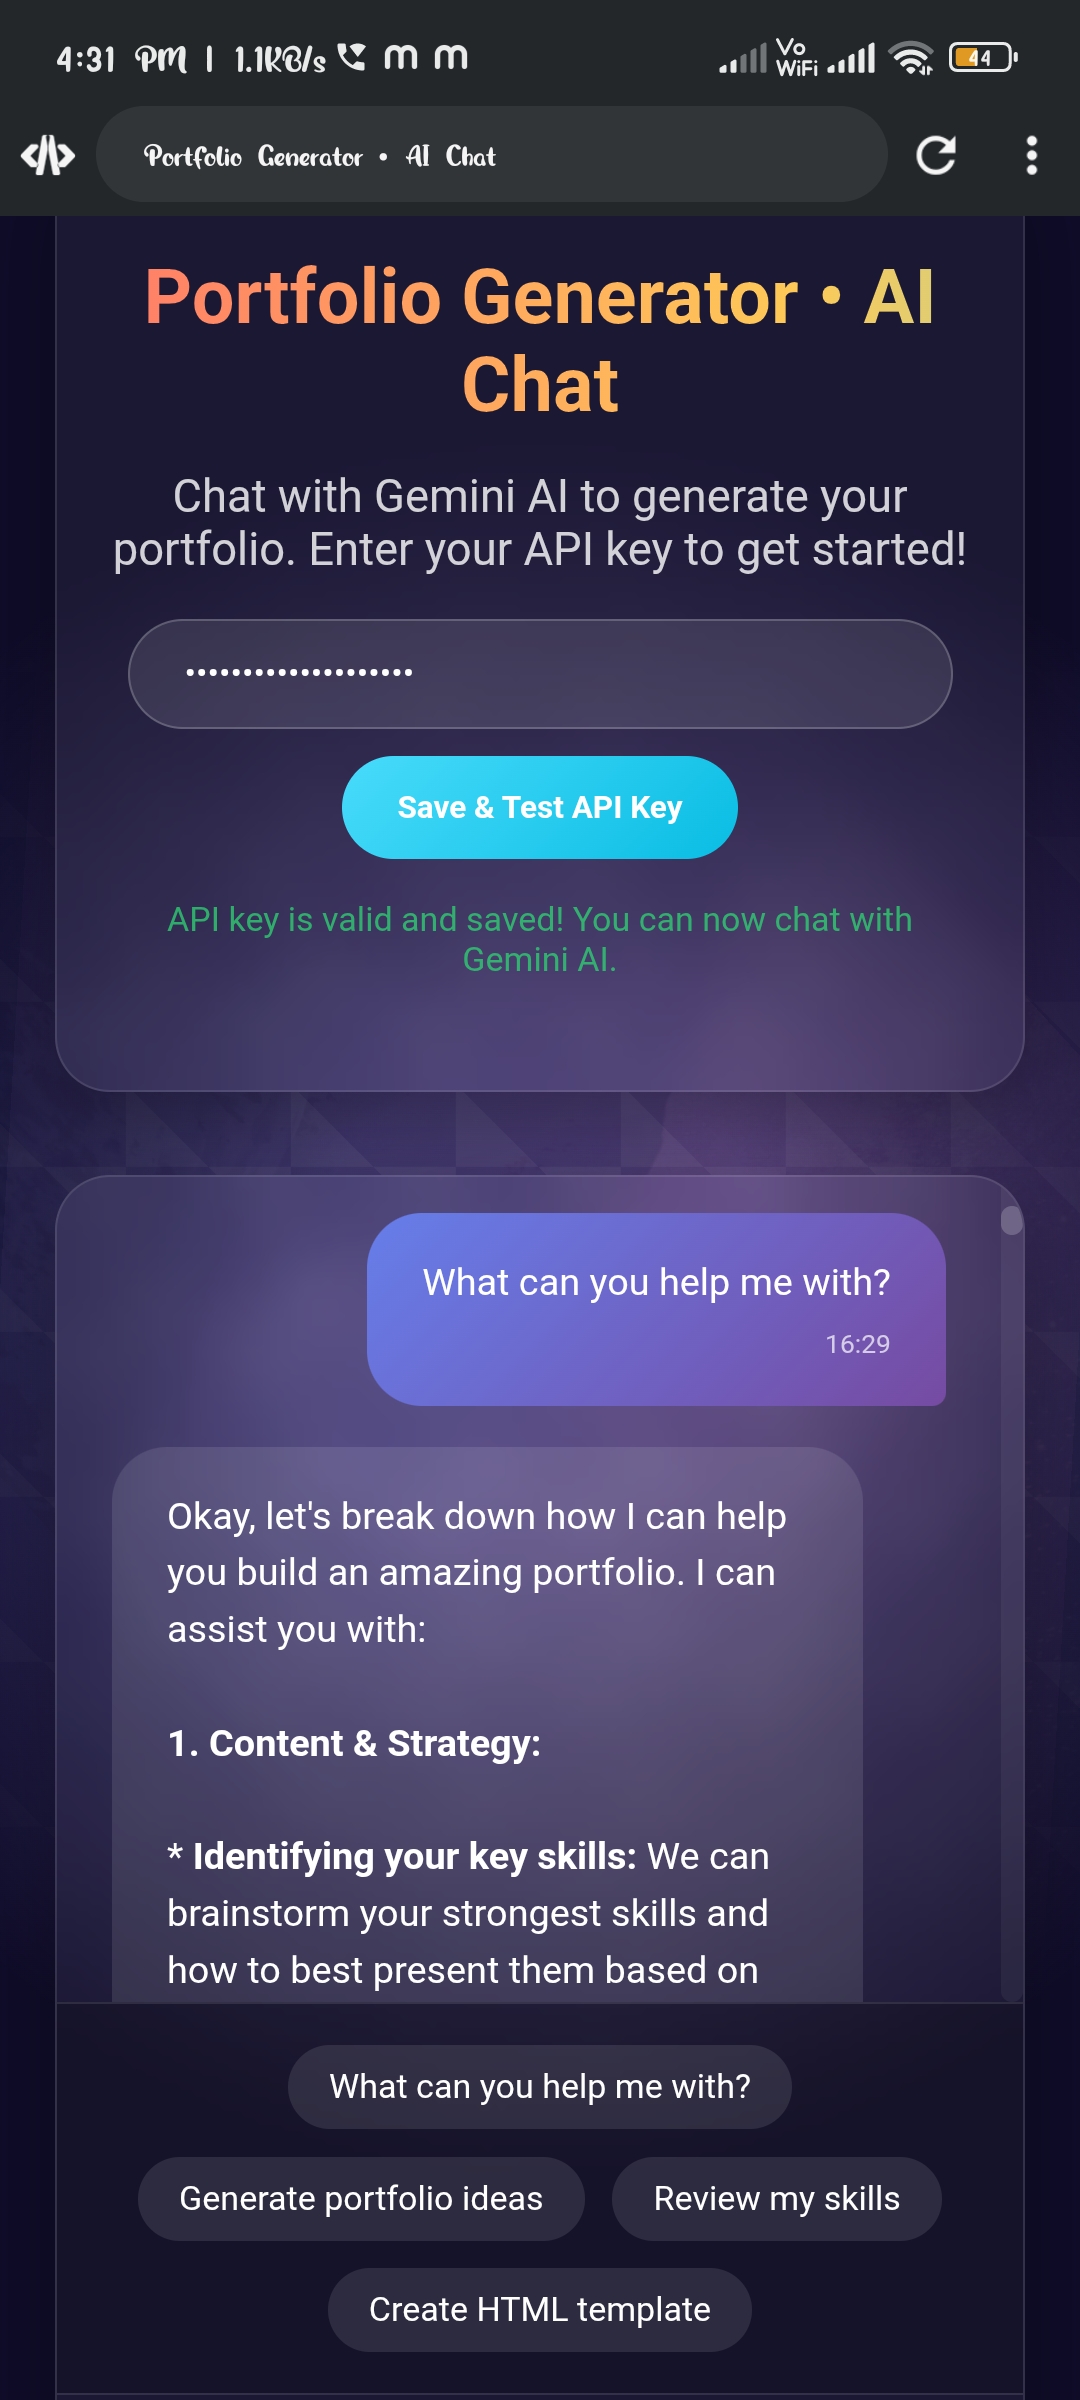 4:31 PM | 1.1KB/s
Vo
WiFi
44
Portfolio Generator • AI Chat
Portfolio Generator • AI
Chat
Chat with Gemini AI to generate your
portfolio. Enter your API key to get started!
••••••••••••••••••••
Save & Test API Key
API key is valid and saved! You can now chat with
Gemini AI.
What can you help me with?
16:29
Okay, let's break down how I can help
you build an amazing portfolio. I can
assist you with:
1. Content & Strategy:
* Identifying your key skills: We can
brainstorm your strongest skills and
how to best present them based on
What can you help me with?
Generate portfolio ideas
Review my skills
Create HTML template